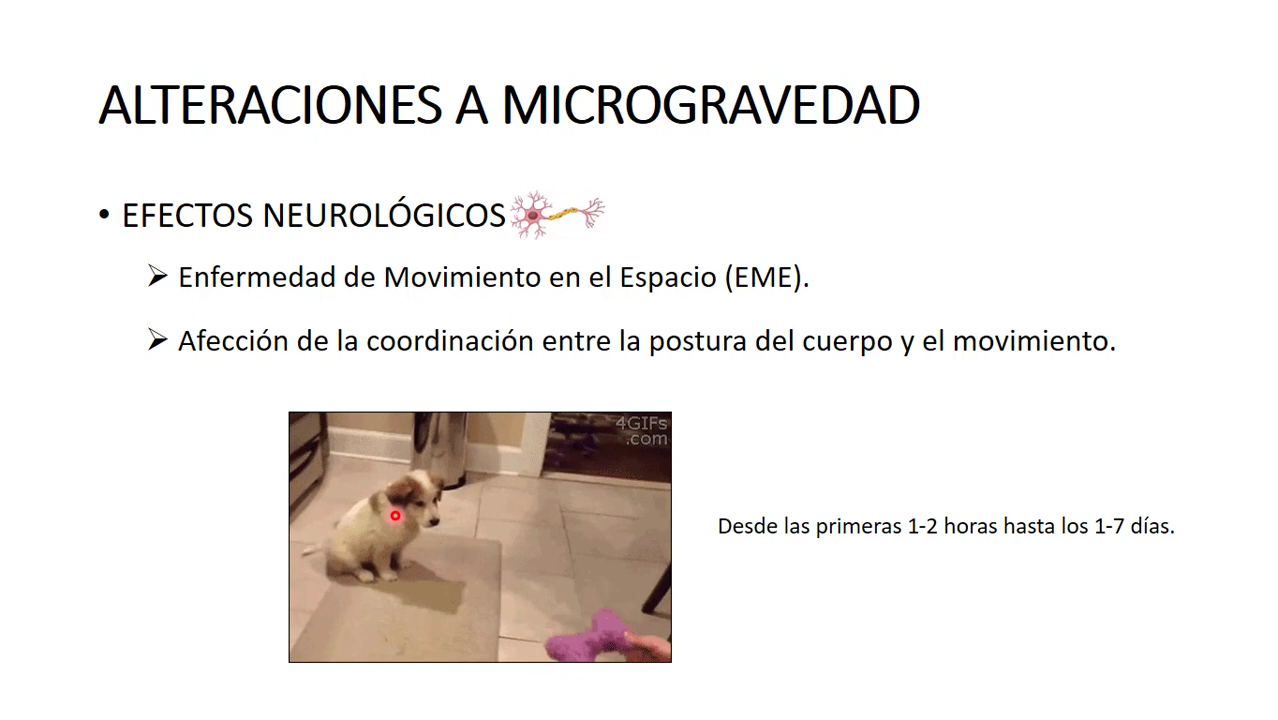 ALTERACIONES A MICROGRAVEDAD
• EFECTOS NEUROLÓGICOS
➢ Enfermedad de Movimiento en el Espacio (EME).
➢ Afección de la coordinación entre la postura del cuerpo y el movimiento.
4GIFs
.com
Desde las primeras 1-2 horas hasta los 1-7 días.